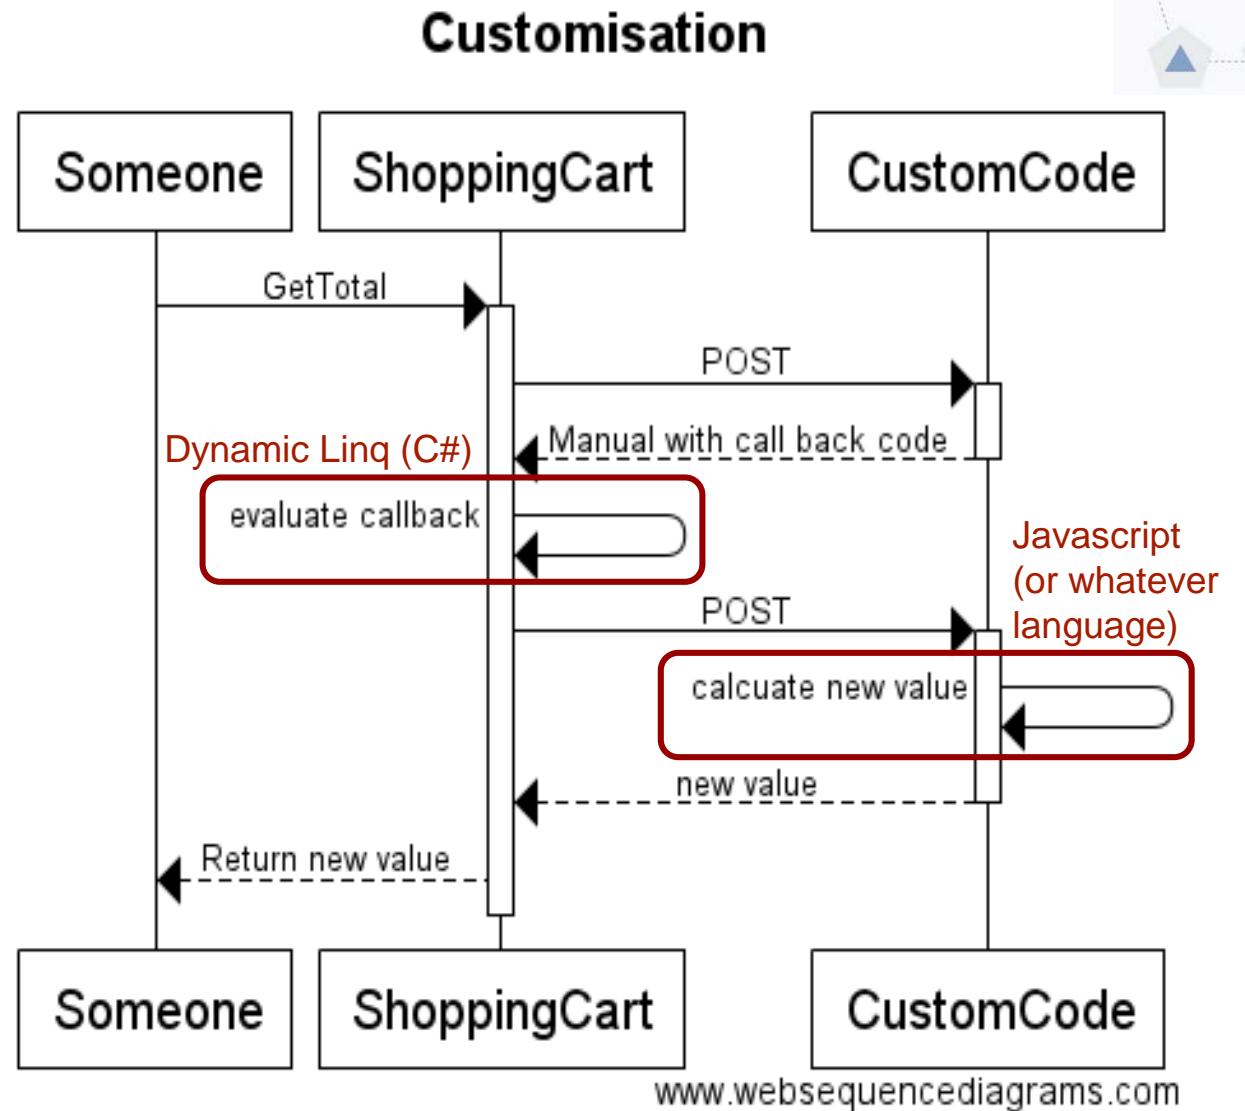 Customisation
Someone
ShoppingCart
CustomCode
GetTotal
POST
Manual with call back code
Dynamic Linq (C#)
evaluate callback
Javascript
(or whatever
language)
POST
calcuate new value
new value
Return new value
Someone
ShoppingCart
CustomCode
www.websequencediagrams.com